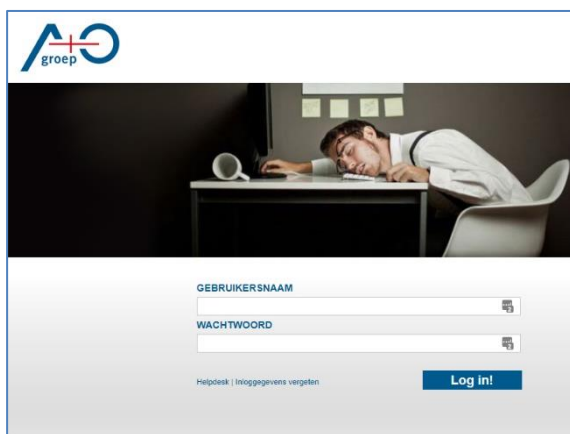 A+O
groep
GEBRUIKERSNAAM
WACHTWOORD
Helpdesk | Inloggegevens vergeten
Log in!